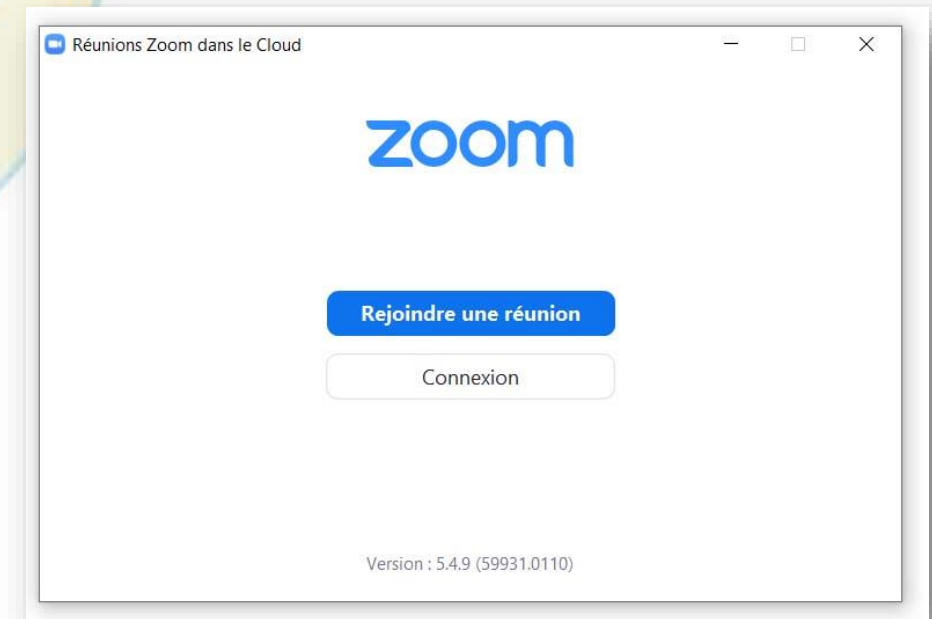 Réunions Zoom dans le Cloud
zoom
Rejoindre une réunion
Connexion
Version : 5.4.9 (59931.0110)